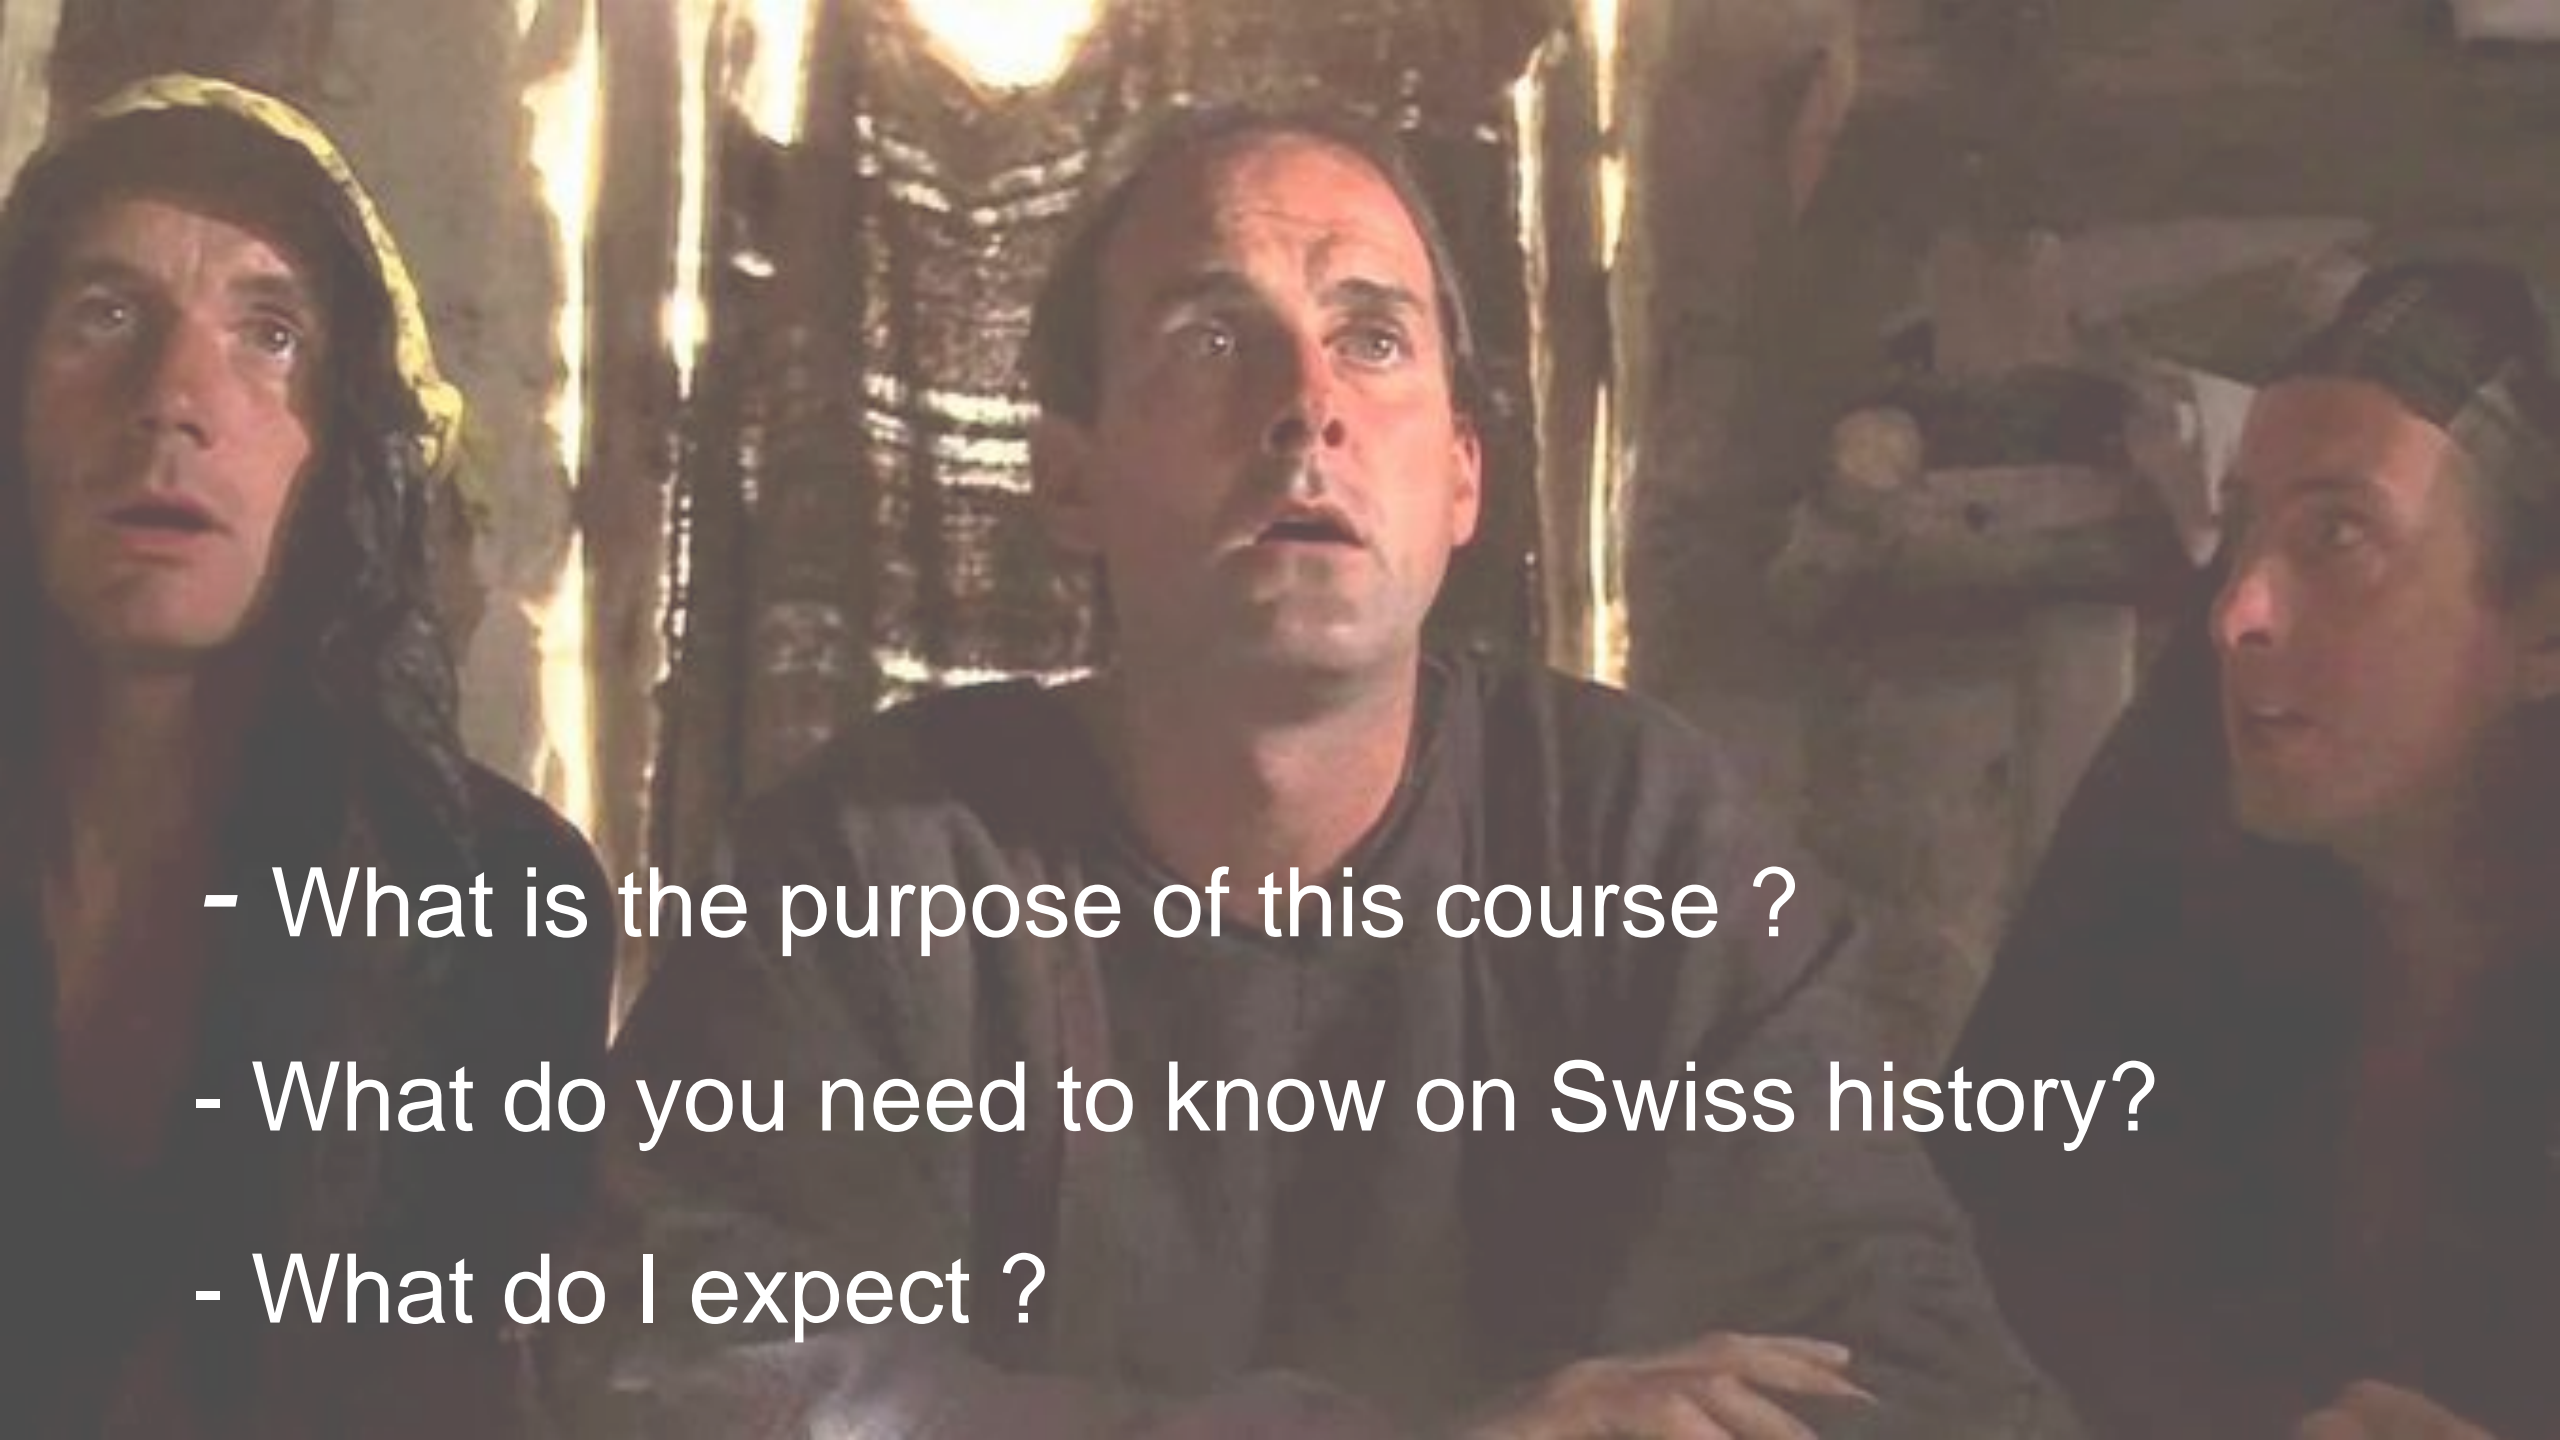 - What is the purpose of this course ?
- What do you need to know on Swiss history?
- What do I expect ?